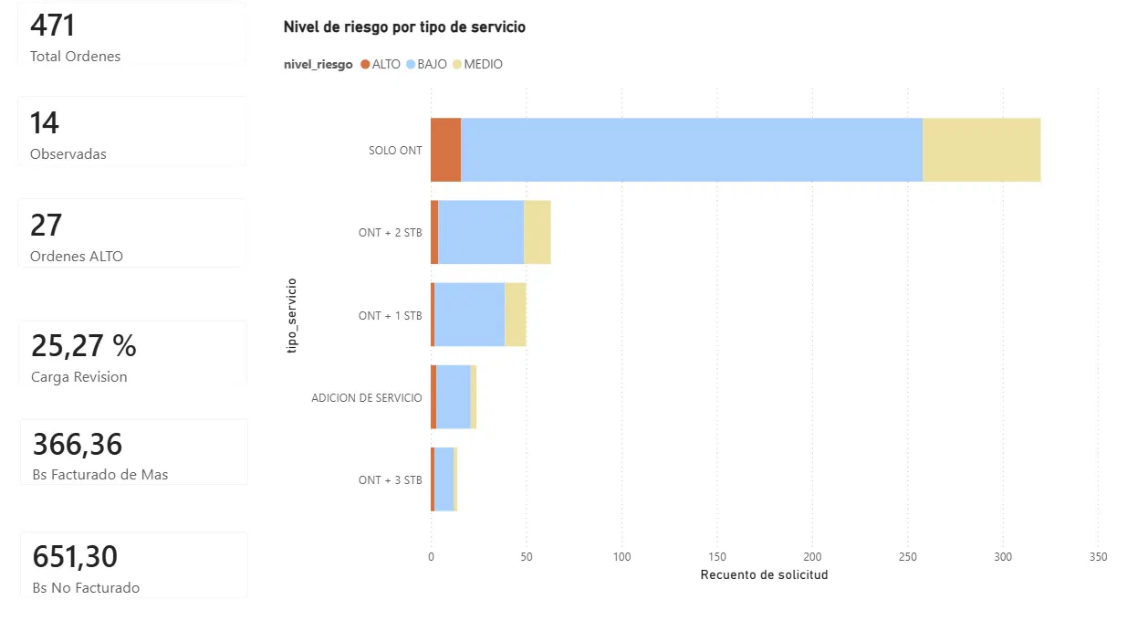 471
Total Ordenes
14
Observadas
27
Ordenes ALTO
25,27 %
Carga Revision
366,36
Bs Facturado de Mas
651,30
Bs No Facturado
Nivel de riesgo por tipo de servicio
nivel_riesgo ALTO BAJO MEDIO
tipo_servicio
SOLO ONT
ONT + 2 STB
ONT + 1 STB
ADICION DE SERVICIO
ONT + 3 STB
0 50 100 150 200 250 300 350
Recuento de solicitud